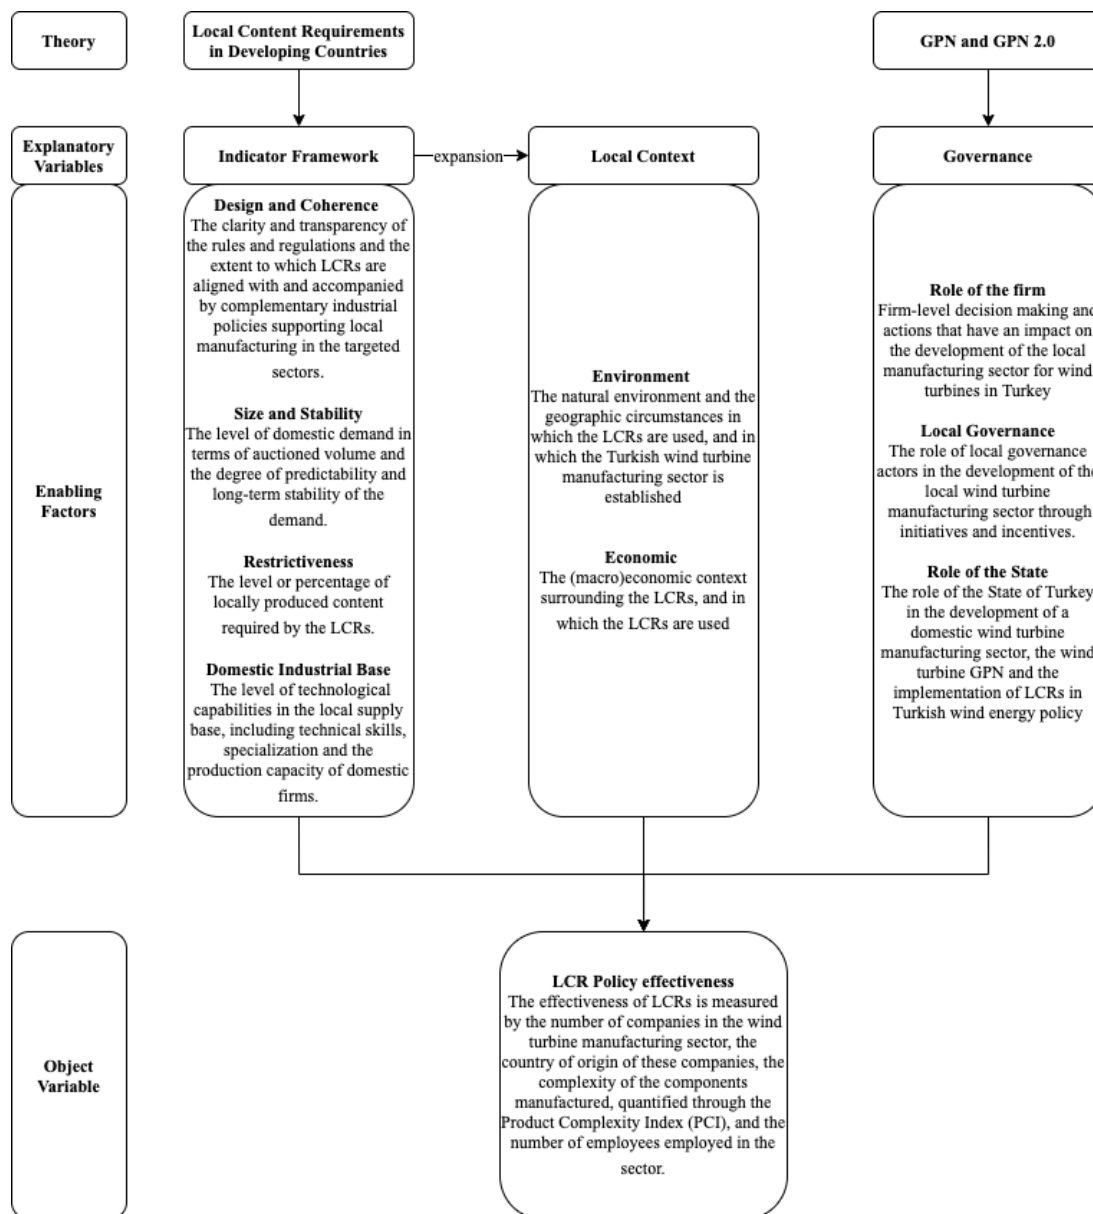 Theory
Local Content Requirements
in Developing Countries
GPN and GPN 2.0
Explanatory
Variables
Indicator Framework
expansion
Local Context
Governance
Enabling
Factors
Design and Coherence
The clarity and transparency of
the rules and regulations and the
extent to which LCRs are
aligned with and accompanied
by complementary industrial
policies supporting local
manufacturing in the targeted
sectors.
Size and Stability
The level of domestic demand in
terms of auctioned volume and
the degree of predictability and
long-term stability of the
demand.
Restrictiveness
The level or percentage of
locally produced content
required by the LCRs.
Domestic Industrial Base
The level of technological
capabilities in the local supply
base, including technical skills,
specialization and the
production capacity of domestic
firms.
Environment
The natural environment and the
geographic circumstances in
which the LCRs are used, and in
which the Turkish wind turbine
manufacturing sector is
established
Economic
The (macro)economic context
surrounding the LCRs, and in
which the LCRs are used
Role of the firm
Firm-level decision making and
actions that have an impact on
the development of the local
manufacturing sector for wind
turbines in Turkey
Local Governance
The role of local governance
actors in the development of the
local wind turbine
manufacturing sector through
initiatives and incentives.
Role of the State
The role of the State of Turkey
in the development of a
domestic wind turbine
manufacturing sector, the wind
turbine GPN and the
implementation of LCRs in
Turkish wind energy policy
Object
Variable
LCR Policy effectiveness
The effectiveness of LCRs is measured
by the number of companies in the wind
turbine manufacturing sector, the
country of origin of these companies, the
complexity of the components
manufactured, quantified through the
Product Complexity Index (PCI), and the
number of employees employed in the
sector.